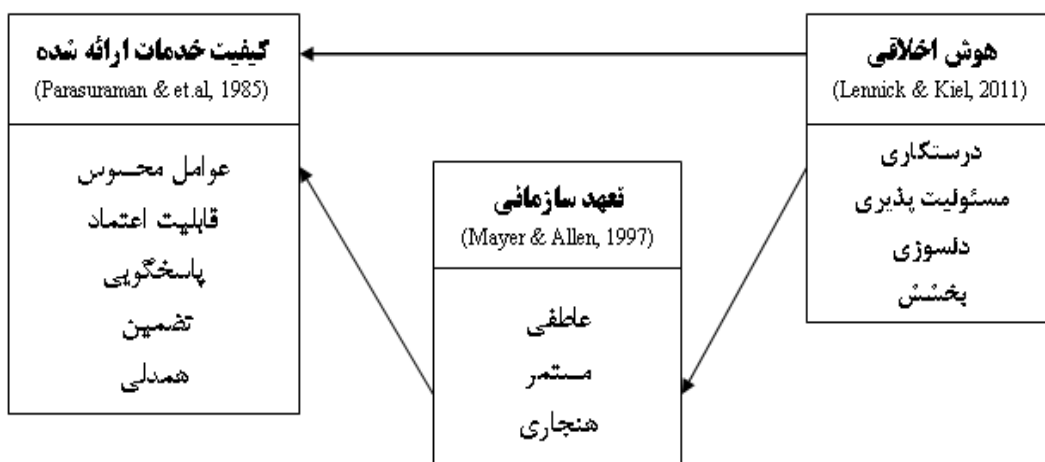 هوش اخلاقی
(Lennick & Kiel, 2011)
درستکاری
مسئولیت پذیری
دلسوزی
بخشش
تعهد سازمانی
(Mayer & Allen, 1997)
عاطفی
مستمر
هنجاری
کیفیت خدمات ارائه شده
(Parasuraman & et.al, 1985)
عوامل محسوس
قابلیت اعتماد
پاسخگویی
تضمین
همدلی